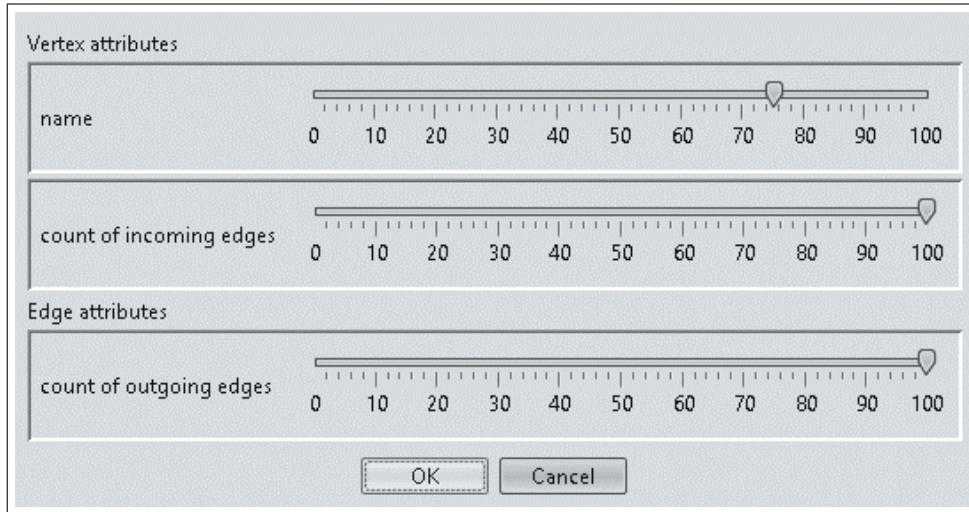 Vertex attributes
name
0 10 20 30 40 50 60 70 80 90 100
count of incoming edges
0 10 20 30 40 50 60 70 80 90 100
Edge attributes
count of outgoing edges
0 10 20 30 40 50 60 70 80 90 100
OK Cancel